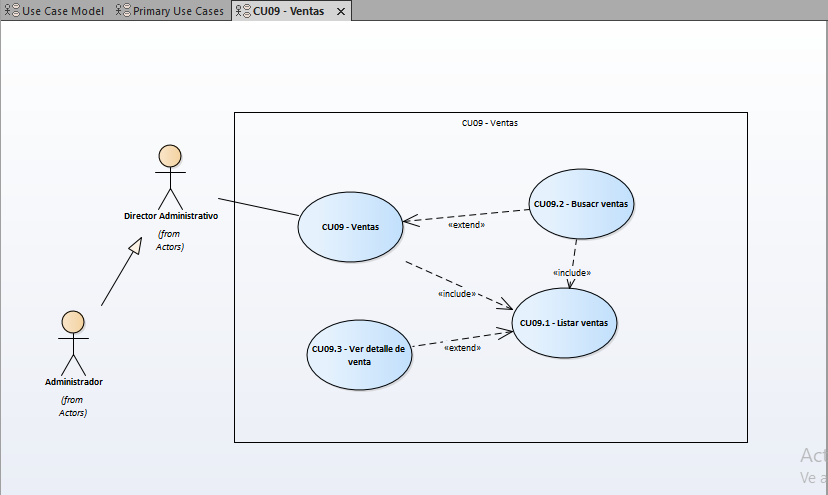 Use Case Model
Primary Use Cases
CU09 - Ventas
CU09 - Ventas
Director Administrativo
(from
Actors)
Administrador
(from
Actors)
CU09 - Ventas
CU09.2 - Busacr ventas
«extend»
«include»
«include»
CU09.1 - Listar ventas
CU09.3 - Ver detalle de
venta
«extend»
Act
Ve a